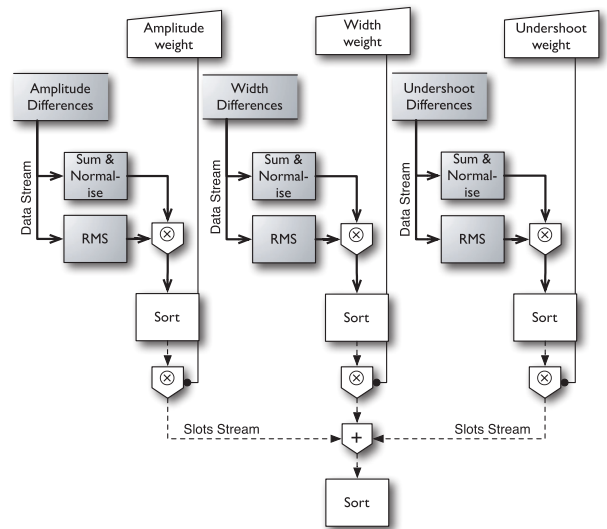 Amplitude
weight
Width
weight
Undershoot
weight
Amplitude
Differences
Width
Differences
Undershoot
Differences
Data Stream
Sum &
Normal-
ise
RMS
⊗
Data Stream
Sum &
Normal-
ise
RMS
⊗
Data Stream
Sum &
Normal-
ise
RMS
⊗
Sort
Sort
Sort
⊗
⊗
⊗
Slots Stream
+
Slots Stream
Sort